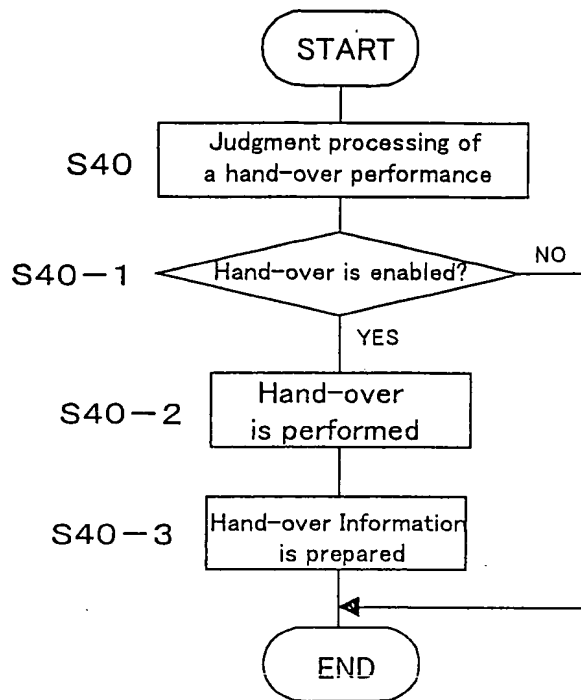 START
S40
Judgment processing of
a hand-over performance
S40-1
Hand-over is enabled?
NO
YES
S40-2
Hand-over
is performed
S40-3
Hand-over Information
is prepared
END